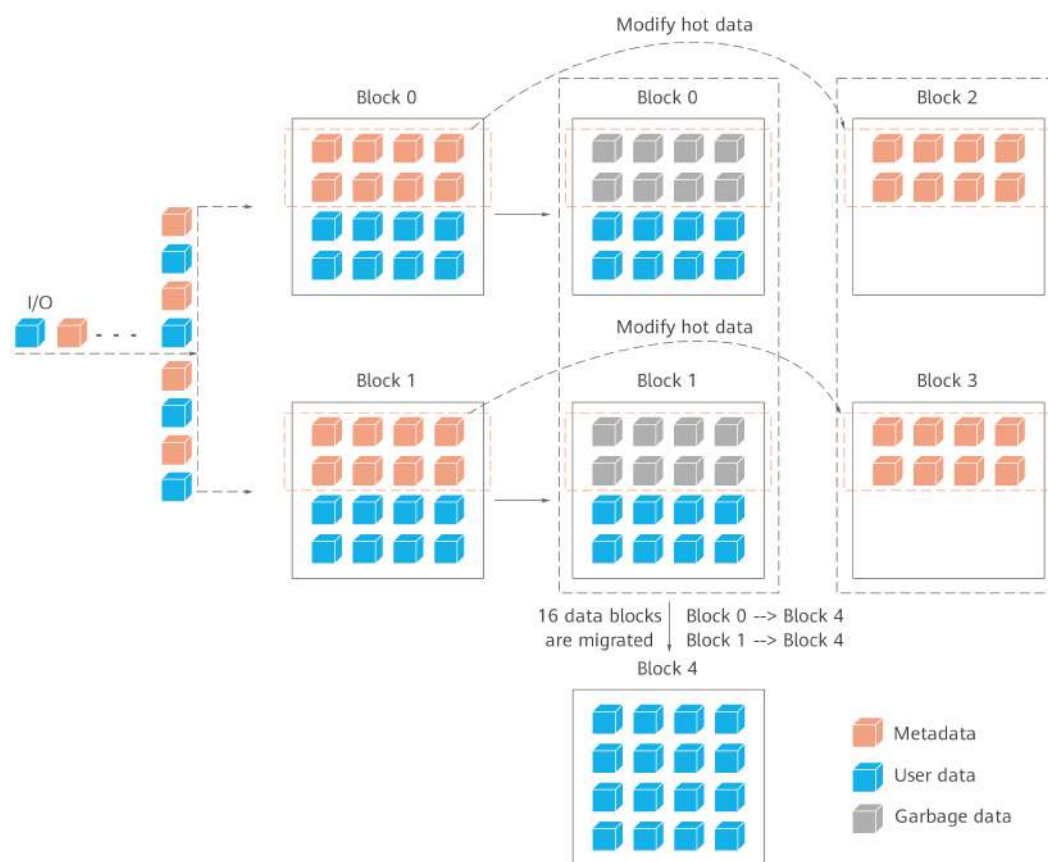 Modify hot data
Block 0
Block 0
Block 2
I/O
Modify hot data
Block 1
Block 1
Block 3
16 data blocks
are migrated
Block 0 --> Block 4
Block 1 --> Block 4
Block 4
Metadata
User data
Garbage data